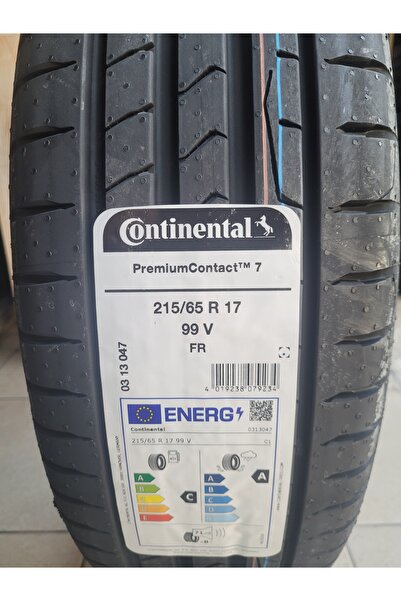 Continental
PremiumContact™ 7
215/65 R 17
99 V
FR
03 13 047
4 019238 079234
ENERG
Continental
0313047
215/65 R 17 99 V
C1
A
B
C
D
E
C
A
B
C
D
E
A